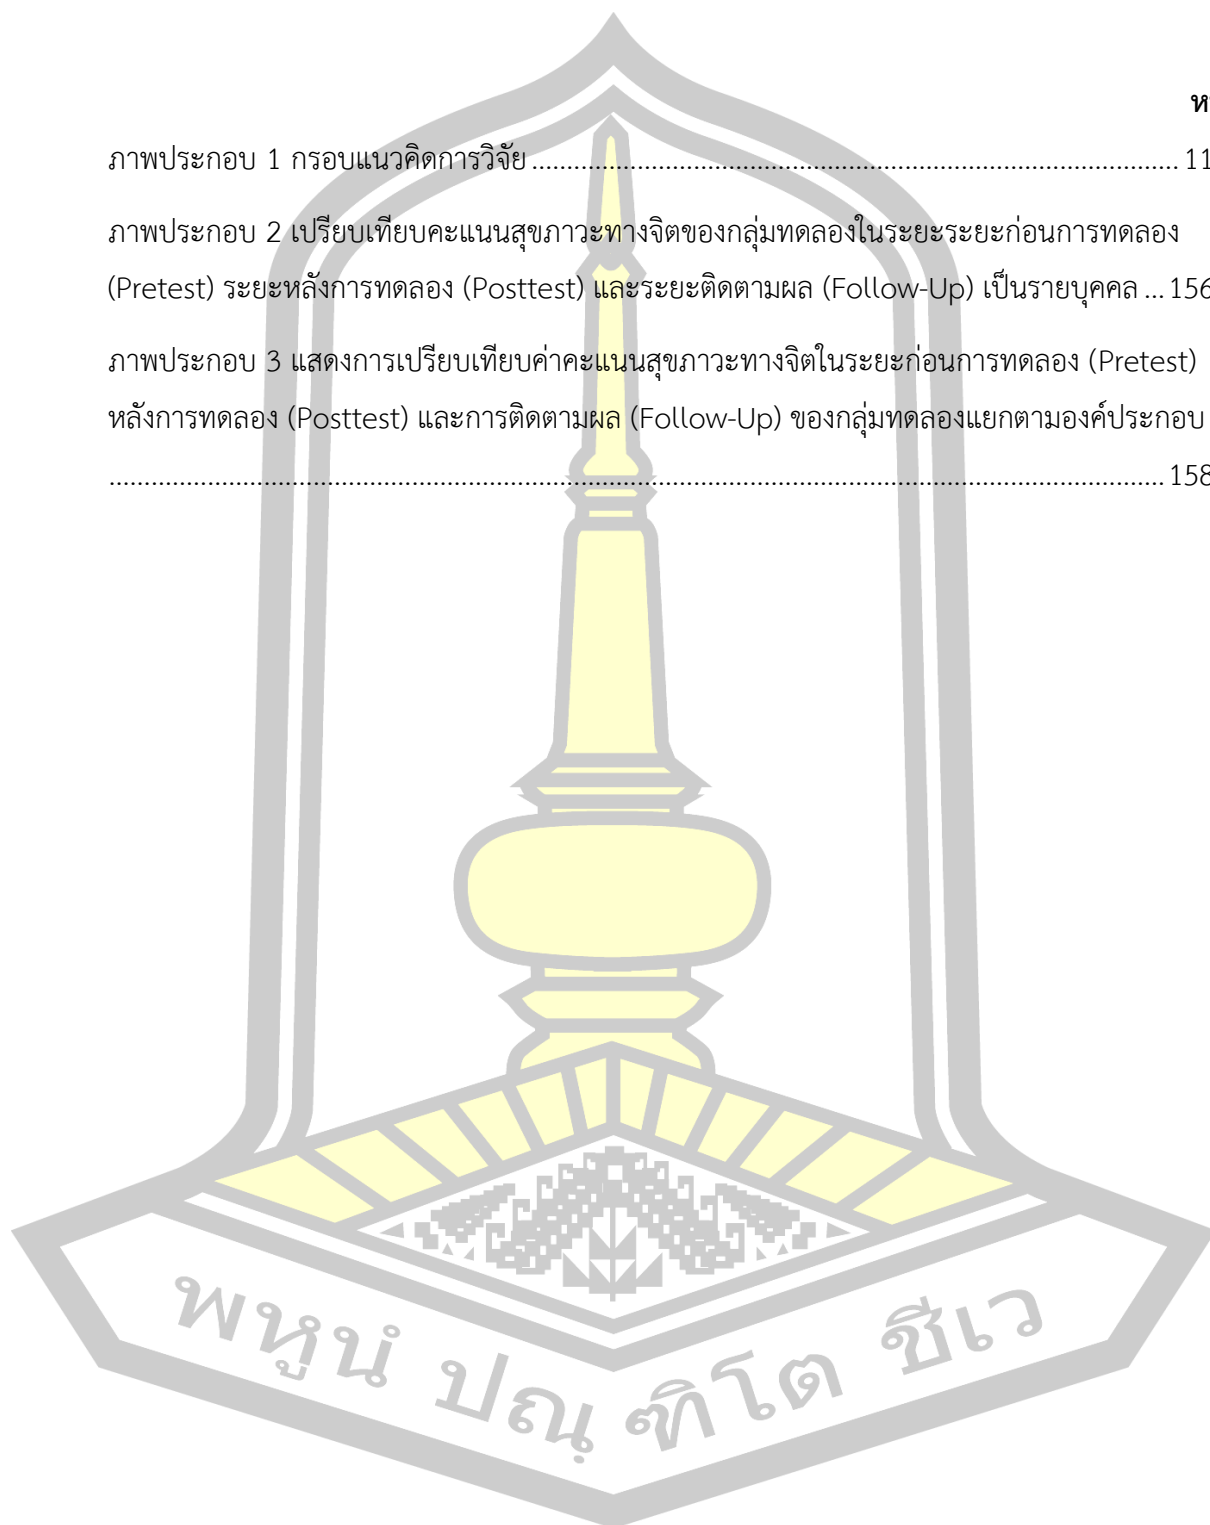 ห
ภาพประกอบ 1 กรอบแนวคิดการวิจัย............................................................................................ 11
ภาพประกอบ 2 เปรียบเทียบคะแนนสุขภาวะทางจิตของกลุ่มทดลองในระยะระยะก่อนการทดลอง
(Pretest) ระยะหลังการทดลอง (Posttest) และระยะติดตามผล (Follow-Up) เป็นรายบุคคล ... 156
ภาพประกอบ 3 แสดงการเปรียบเทียบค่าคะแนนสุขภาวะทางจิตในระยะก่อนการทดลอง (Pretest)
หลังการทดลอง (Posttest) และการติดตามผล (Follow-Up) ของกลุ่มทดลองแยกตามองค์ประกอบ
...................................................................................................................................................... 158
พหูนํ ปณฺ ฑิโต ชีเว